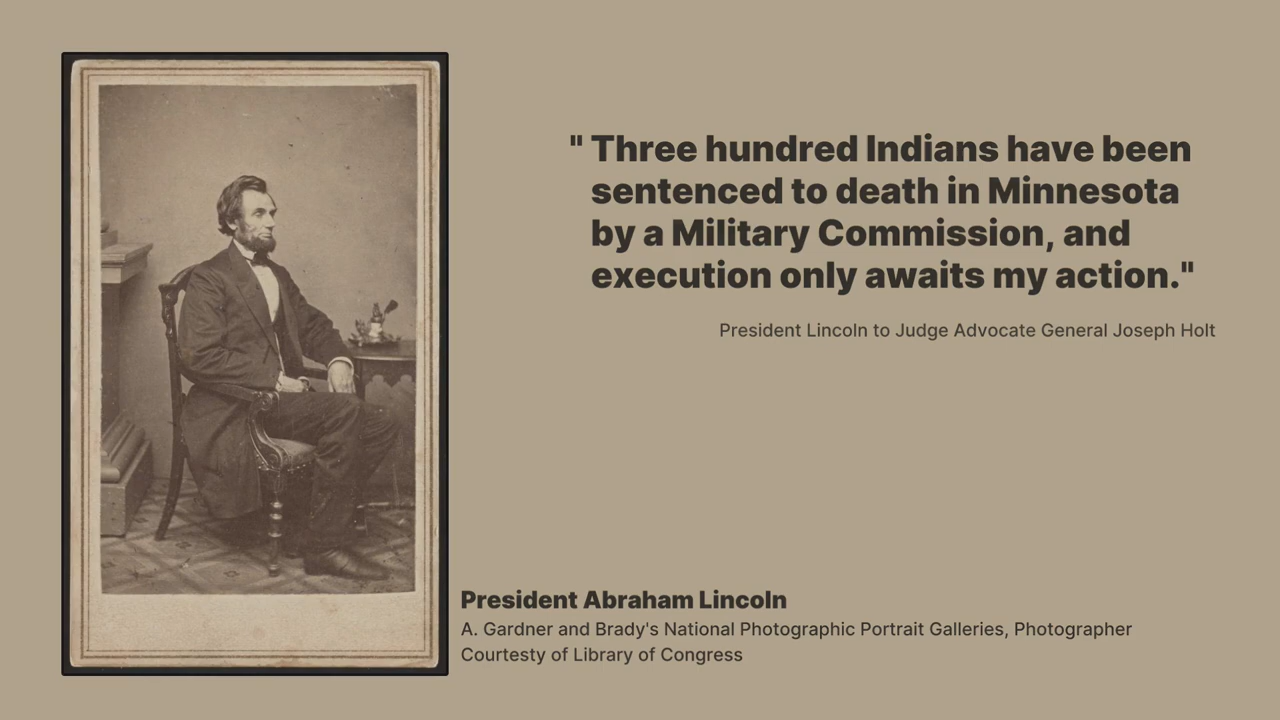 " Three hundred Indians have been
sentenced to death in Minnesota
by a Military Commission, and
execution only awaits my action."
President Lincoln to Judge Advocate General Joseph Holt
President Abraham Lincoln
A. Gardner and Brady's National Photographic Portrait Galleries, Photographer
Courtesty of Library of Congress